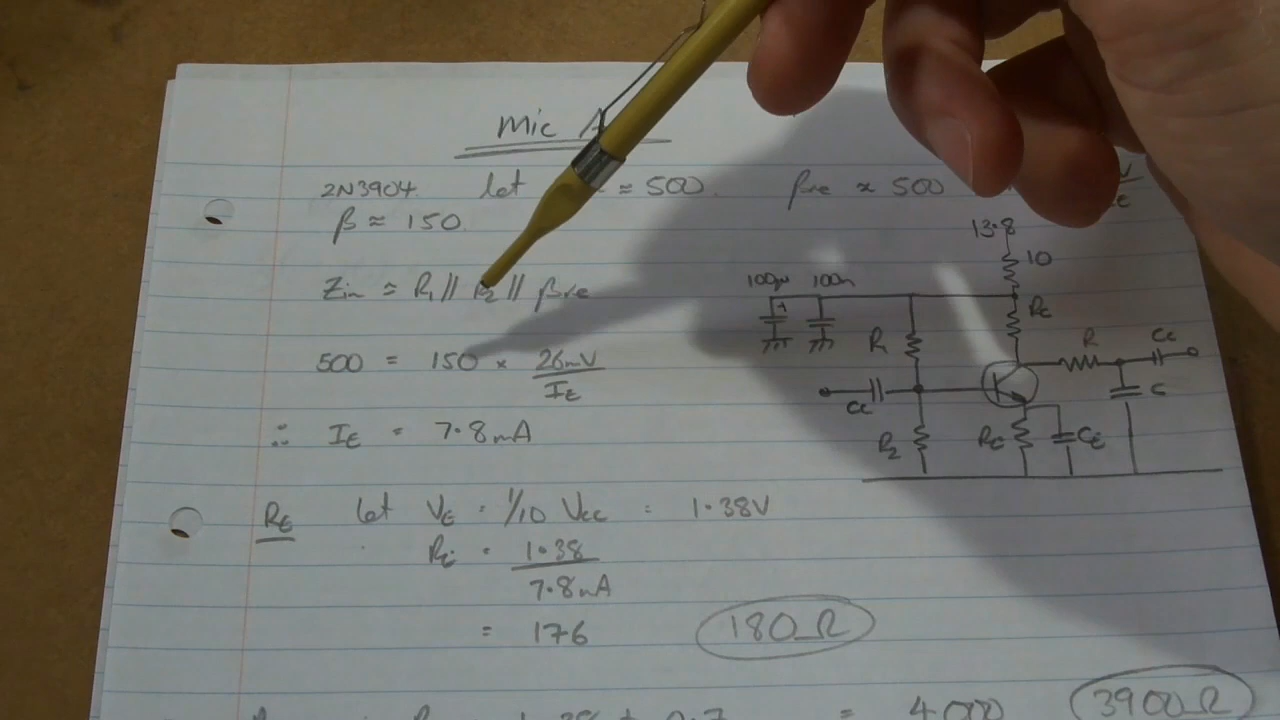 Mic A
2N3904 let ≈ 500 βre ≈ 500
β ≈ 150
Zin ≈ R1 // R2 // βre
500 = 150 × 26mV / IE
∴ IE = 7.8mA
RE let VE = 1/10 Vcc = 1.38V
RE = 1.38 / 7.8mA
= 176 180Ω
= 4000 3900Ω
13.8
10
100μ 100n
RC
R
R
Cc
Cc
C
R2
RE
CE